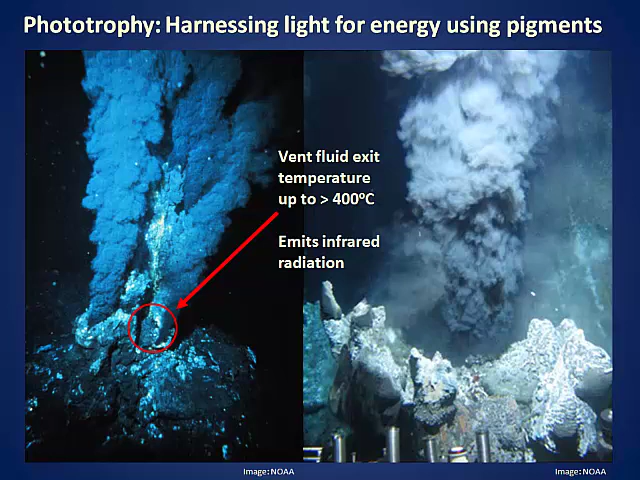 Phototrophy: Harnessing light for energy using pigments
Vent fluid exit
temperature
up to > 400ºC
Emits infrared
radiation
Image: NOAA
Image: NOAA